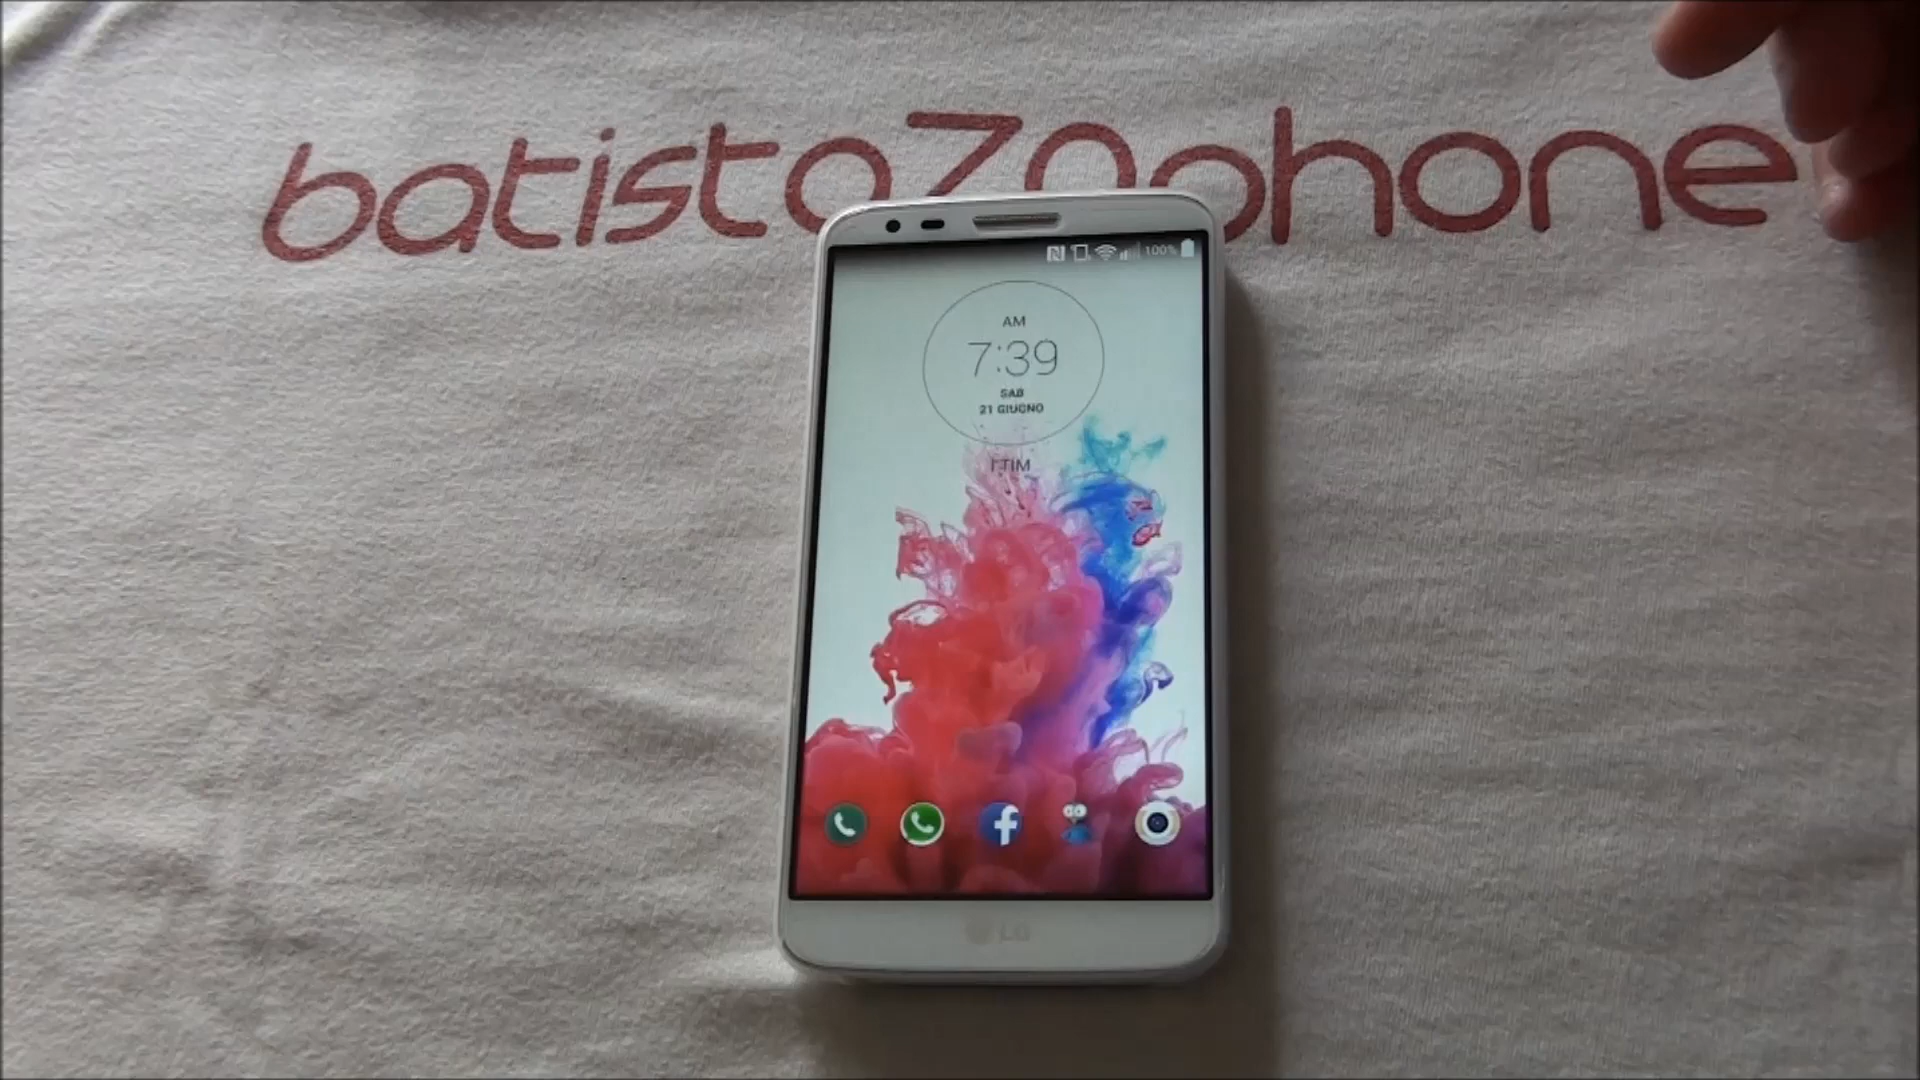 batista70phone
100%
AM
7:39
SAB
21 GIUGNO
I TIM
LG